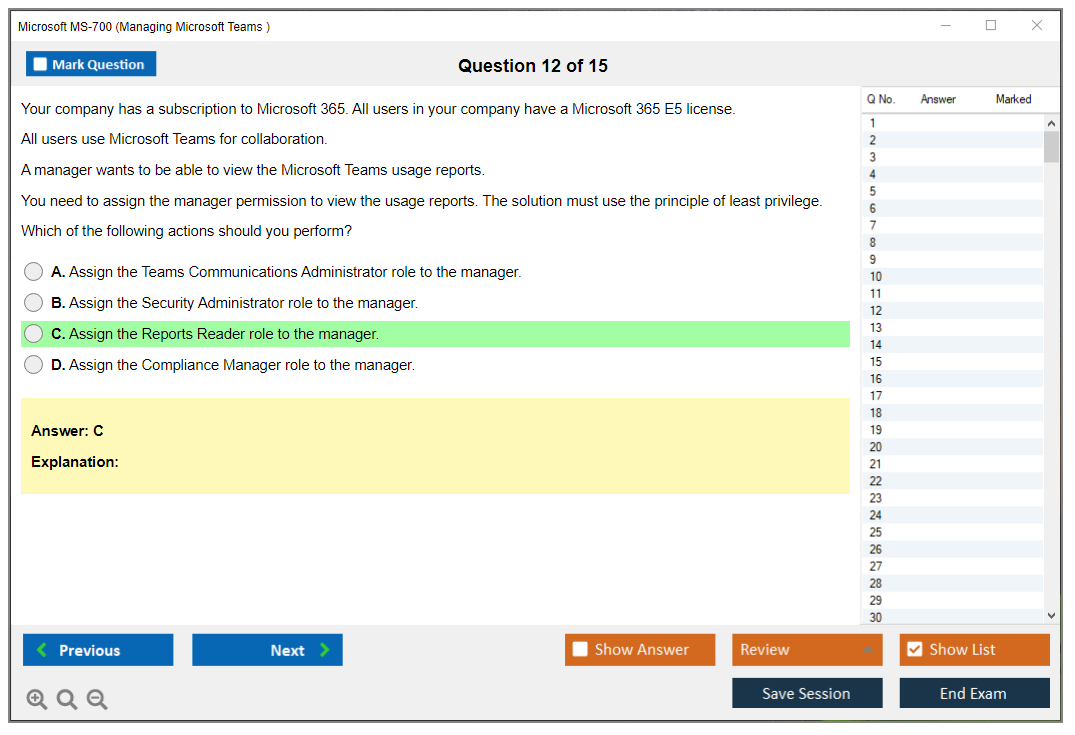 Microsoft MS-700 (Managing Microsoft Teams )
Mark Question
Question 12 of 15
Your company has a subscription to Microsoft 365. All users in your company have a Microsoft 365 E5 license.
All users use Microsoft Teams for collaboration.
A manager wants to be able to view the Microsoft Teams usage reports.
You need to assign the manager permission to view the usage reports. The solution must use the principle of least privilege.
Which of the following actions should you perform?
A. Assign the Teams Communications Administrator role to the manager.
B. Assign the Security Administrator role to the manager.
C. Assign the Reports Reader role to the manager.
D. Assign the Compliance Manager role to the manager.
Answer: C
Explanation:
Q No. Answer Marked
1
2
3
4
5
6
7
8
9
10
11
12
13
14
15
16
17
18
19
20
21
22
23
24
25
26
27
28
29
30
Previous
Next
Show Answer
Review
Show List
Save Session
End Exam